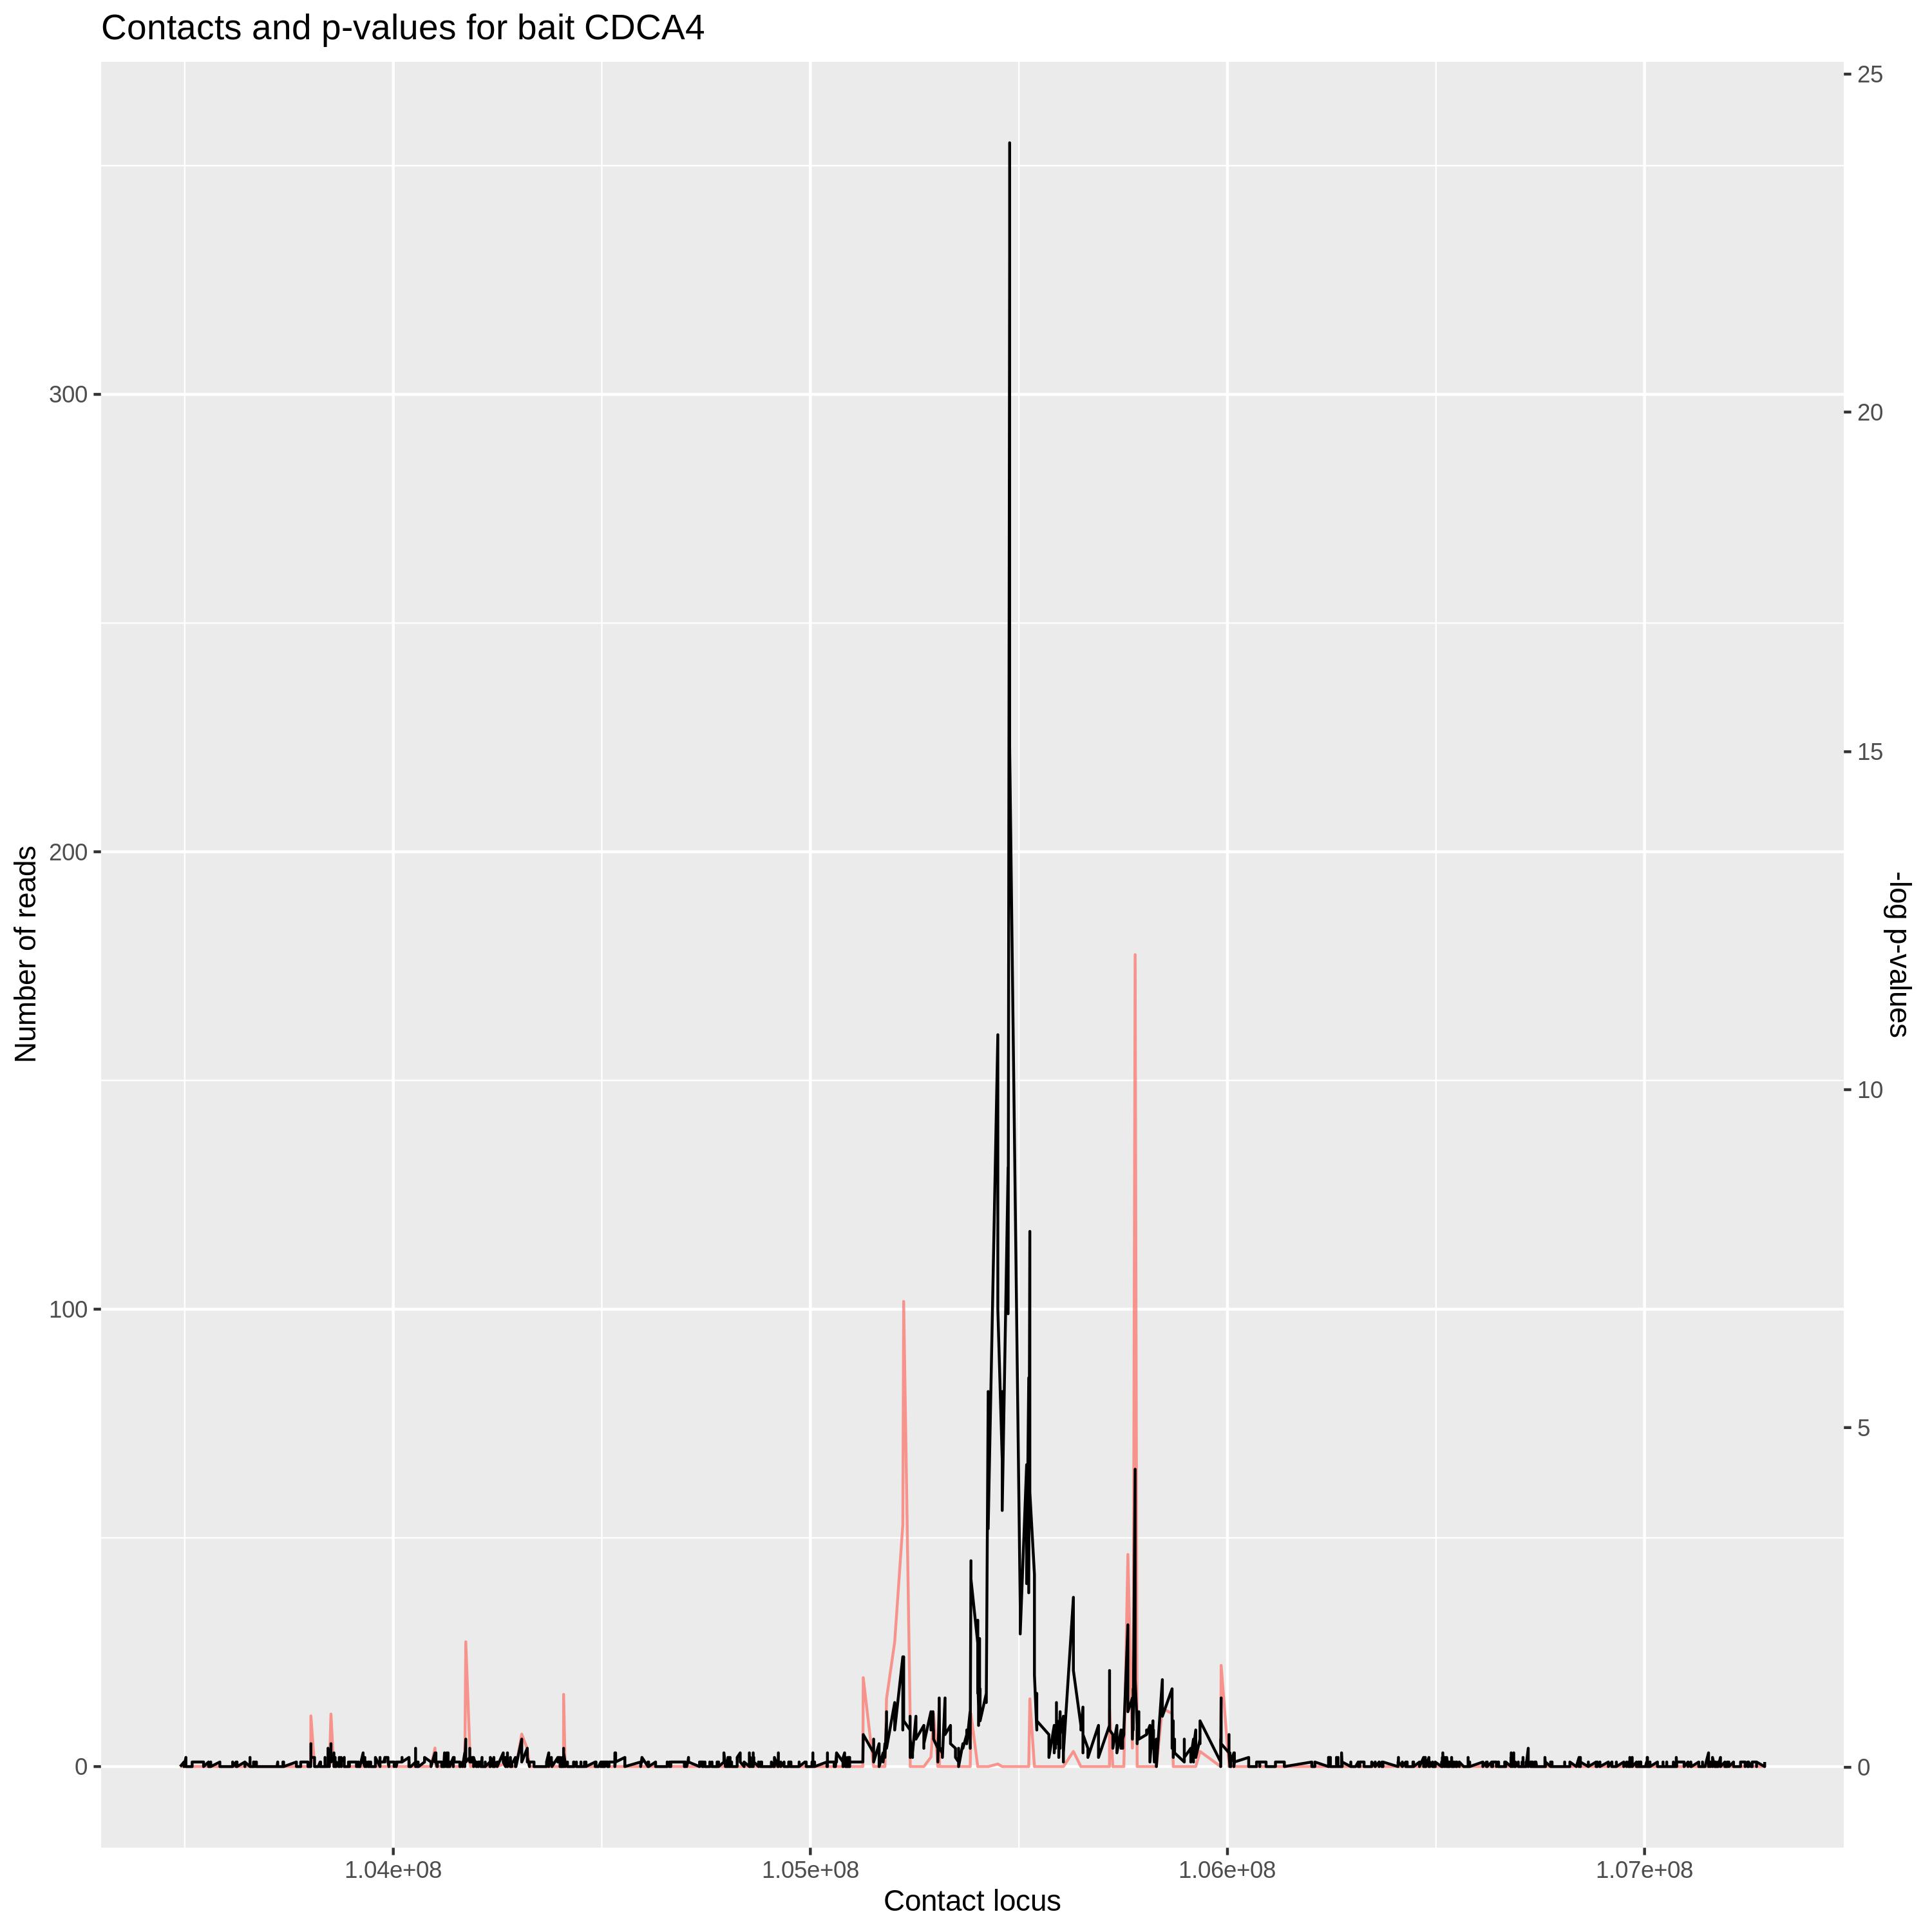 Contacts and p-values for bait CDCA4
25
20
15
10
5
0
300
200
100
0
Number of reads
-log p-values
1.04e+08
1.05e+08
1.06e+08
1.07e+08
Contact locus